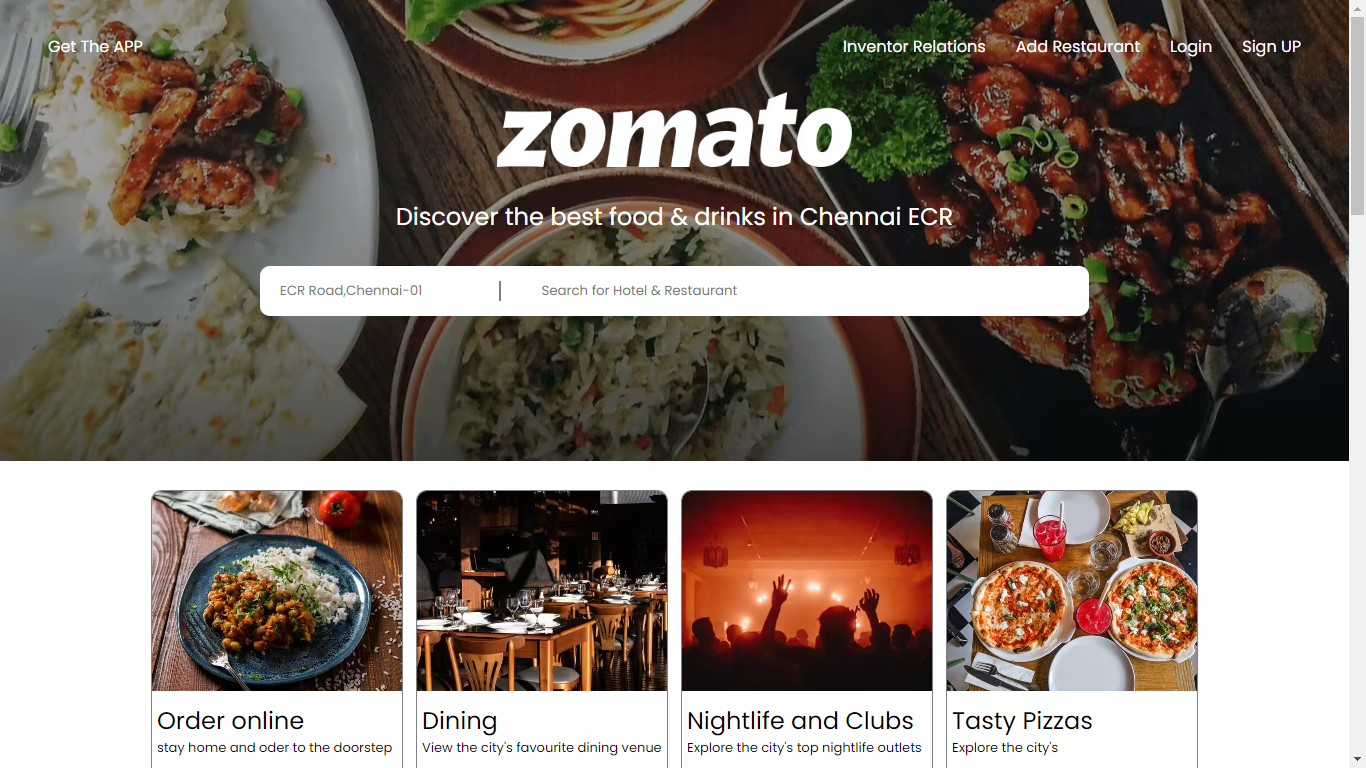 Get The APP
Inventor Relations Add Restaurant Login Sign UP
zomato
Discover the best food & drinks in Chennai ECR
ECR Road,Chennai-01 | Search for Hotel & Restaurant
Order online
stay home and oder to the doorstep
Dining
View the city's favourite dining venue
Nightlife and Clubs
Explore the city's top nightlife outlets
Tasty Pizzas
Explore the city's